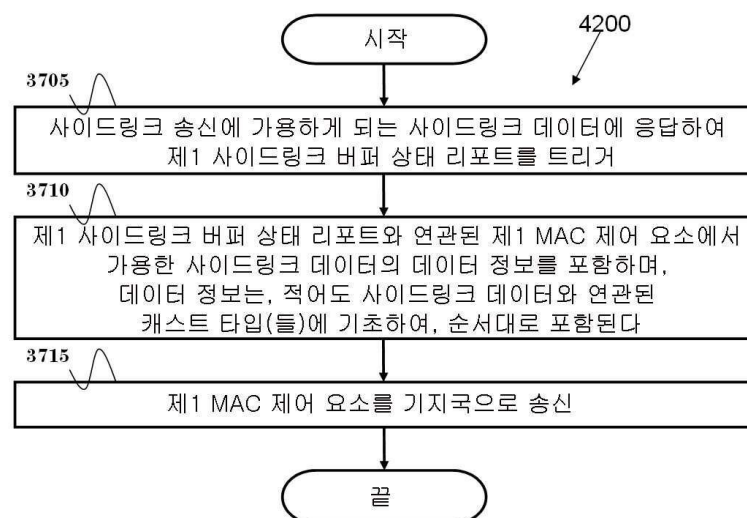 시작
4200
3705
사이드링크 송신에 가용하게 되는 사이드링크 데이터에 응답하여
제1 사이드링크 버퍼 상태 리포트를 트리거
3710
제1 사이드링크 버퍼 상태 리포트와 연관된 제1 MAC 제어 요소에서
가용한 사이드링크 데이터의 데이터 정보를 포함하며,
데이터 정보는, 적어도 사이드링크 데이터와 연관된
캐스트 타입(들)에 기초하여, 순서대로 포함된다
3715
제1 MAC 제어 요소를 기지국으로 송신
끝